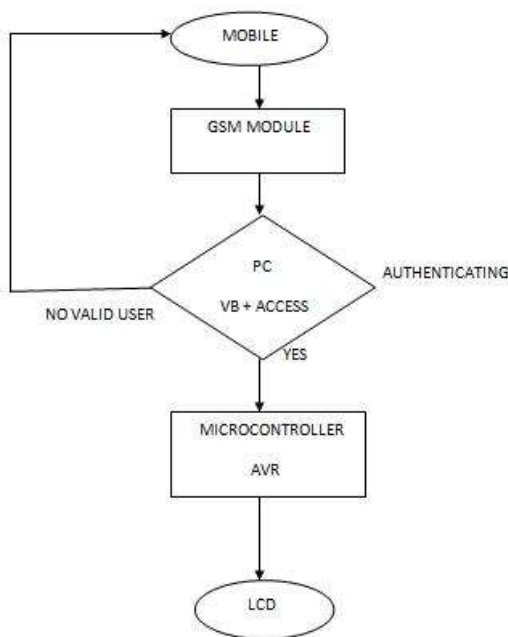 MOBILE
GSM MODULE
PC
AUTHENTICATING
VB + ACCESS
NO VALID USER
YES
MICROCONTROLLER
AVR
LCD